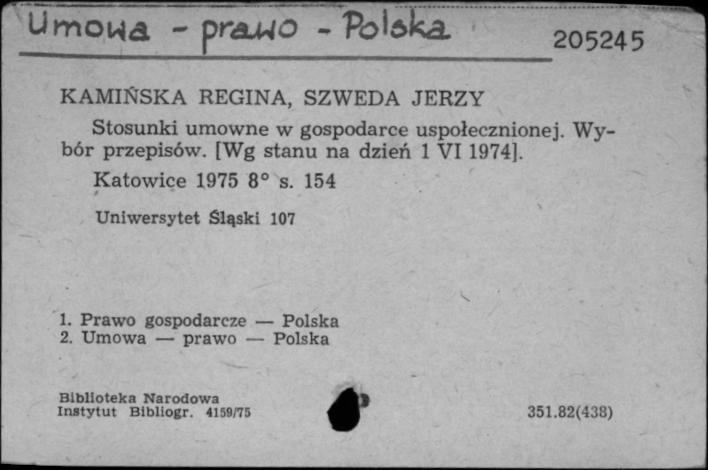 Umowa - prawo - Polska
205245
KAMIŃSKA REGINA, SZWEDA JERZY
Stosunki umowne w gospodarce uspołecznionej. Wy-
bór przepisów. [Wg stanu na dzień 1 VI 1974].
Katowice 1975 8° s. 154
Uniwersytet Śląski 107
1. Prawo gospodarcze — Polska
2. Umowa — prawo — Polska
Biblioteka Narodowa
Instytut Bibliogr. 4159/75
351.82(438)